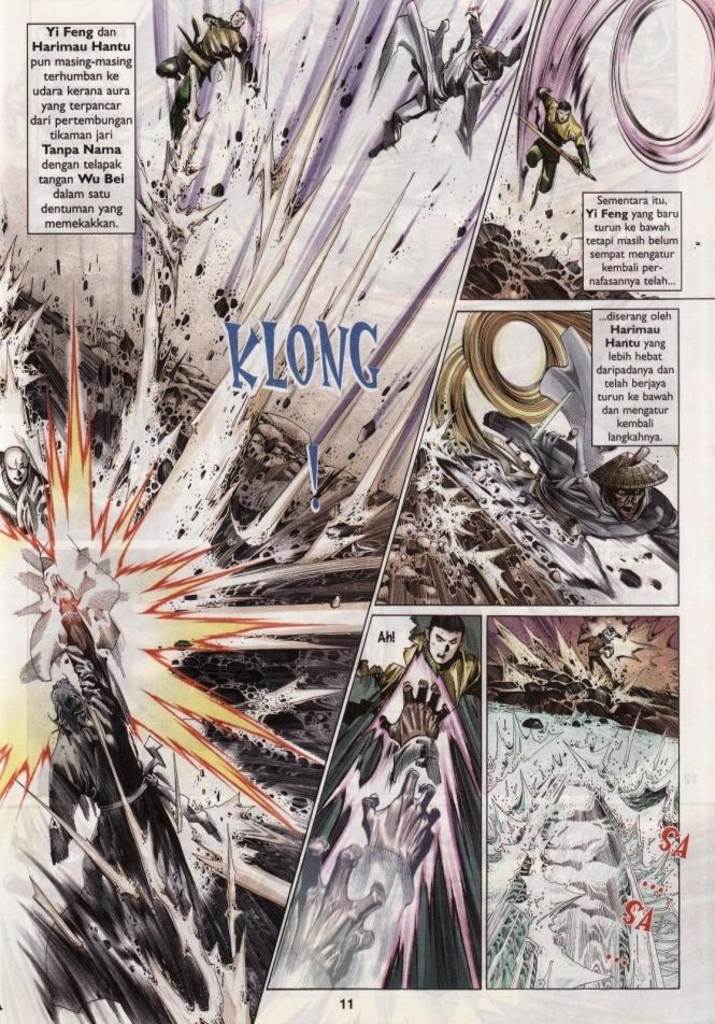 Yi Feng dan
Harimau Hantu
pun masing-masing
terhumban ke
udara kerana aura
yang terpancar
dari pertembungan
tikaman jari
Tanpa Nama
dengan telapak
tangan Wu Bei
dalam satu
dentuman yang
memekakkan.
Sementara itu,
Yi Feng yang baru
turun ke bawah
tetapi masih belum
sempat mengatur
kembali per-
nafasannya telah...
KLONG
!
...diserang oleh
Harimau
Hantu yang
lebih hebat
daripadanya dan
telah berjaya
turun ke bawah
dan mengatur
kembali
langkahnya.
Ah!
SA
...
SA
...
11